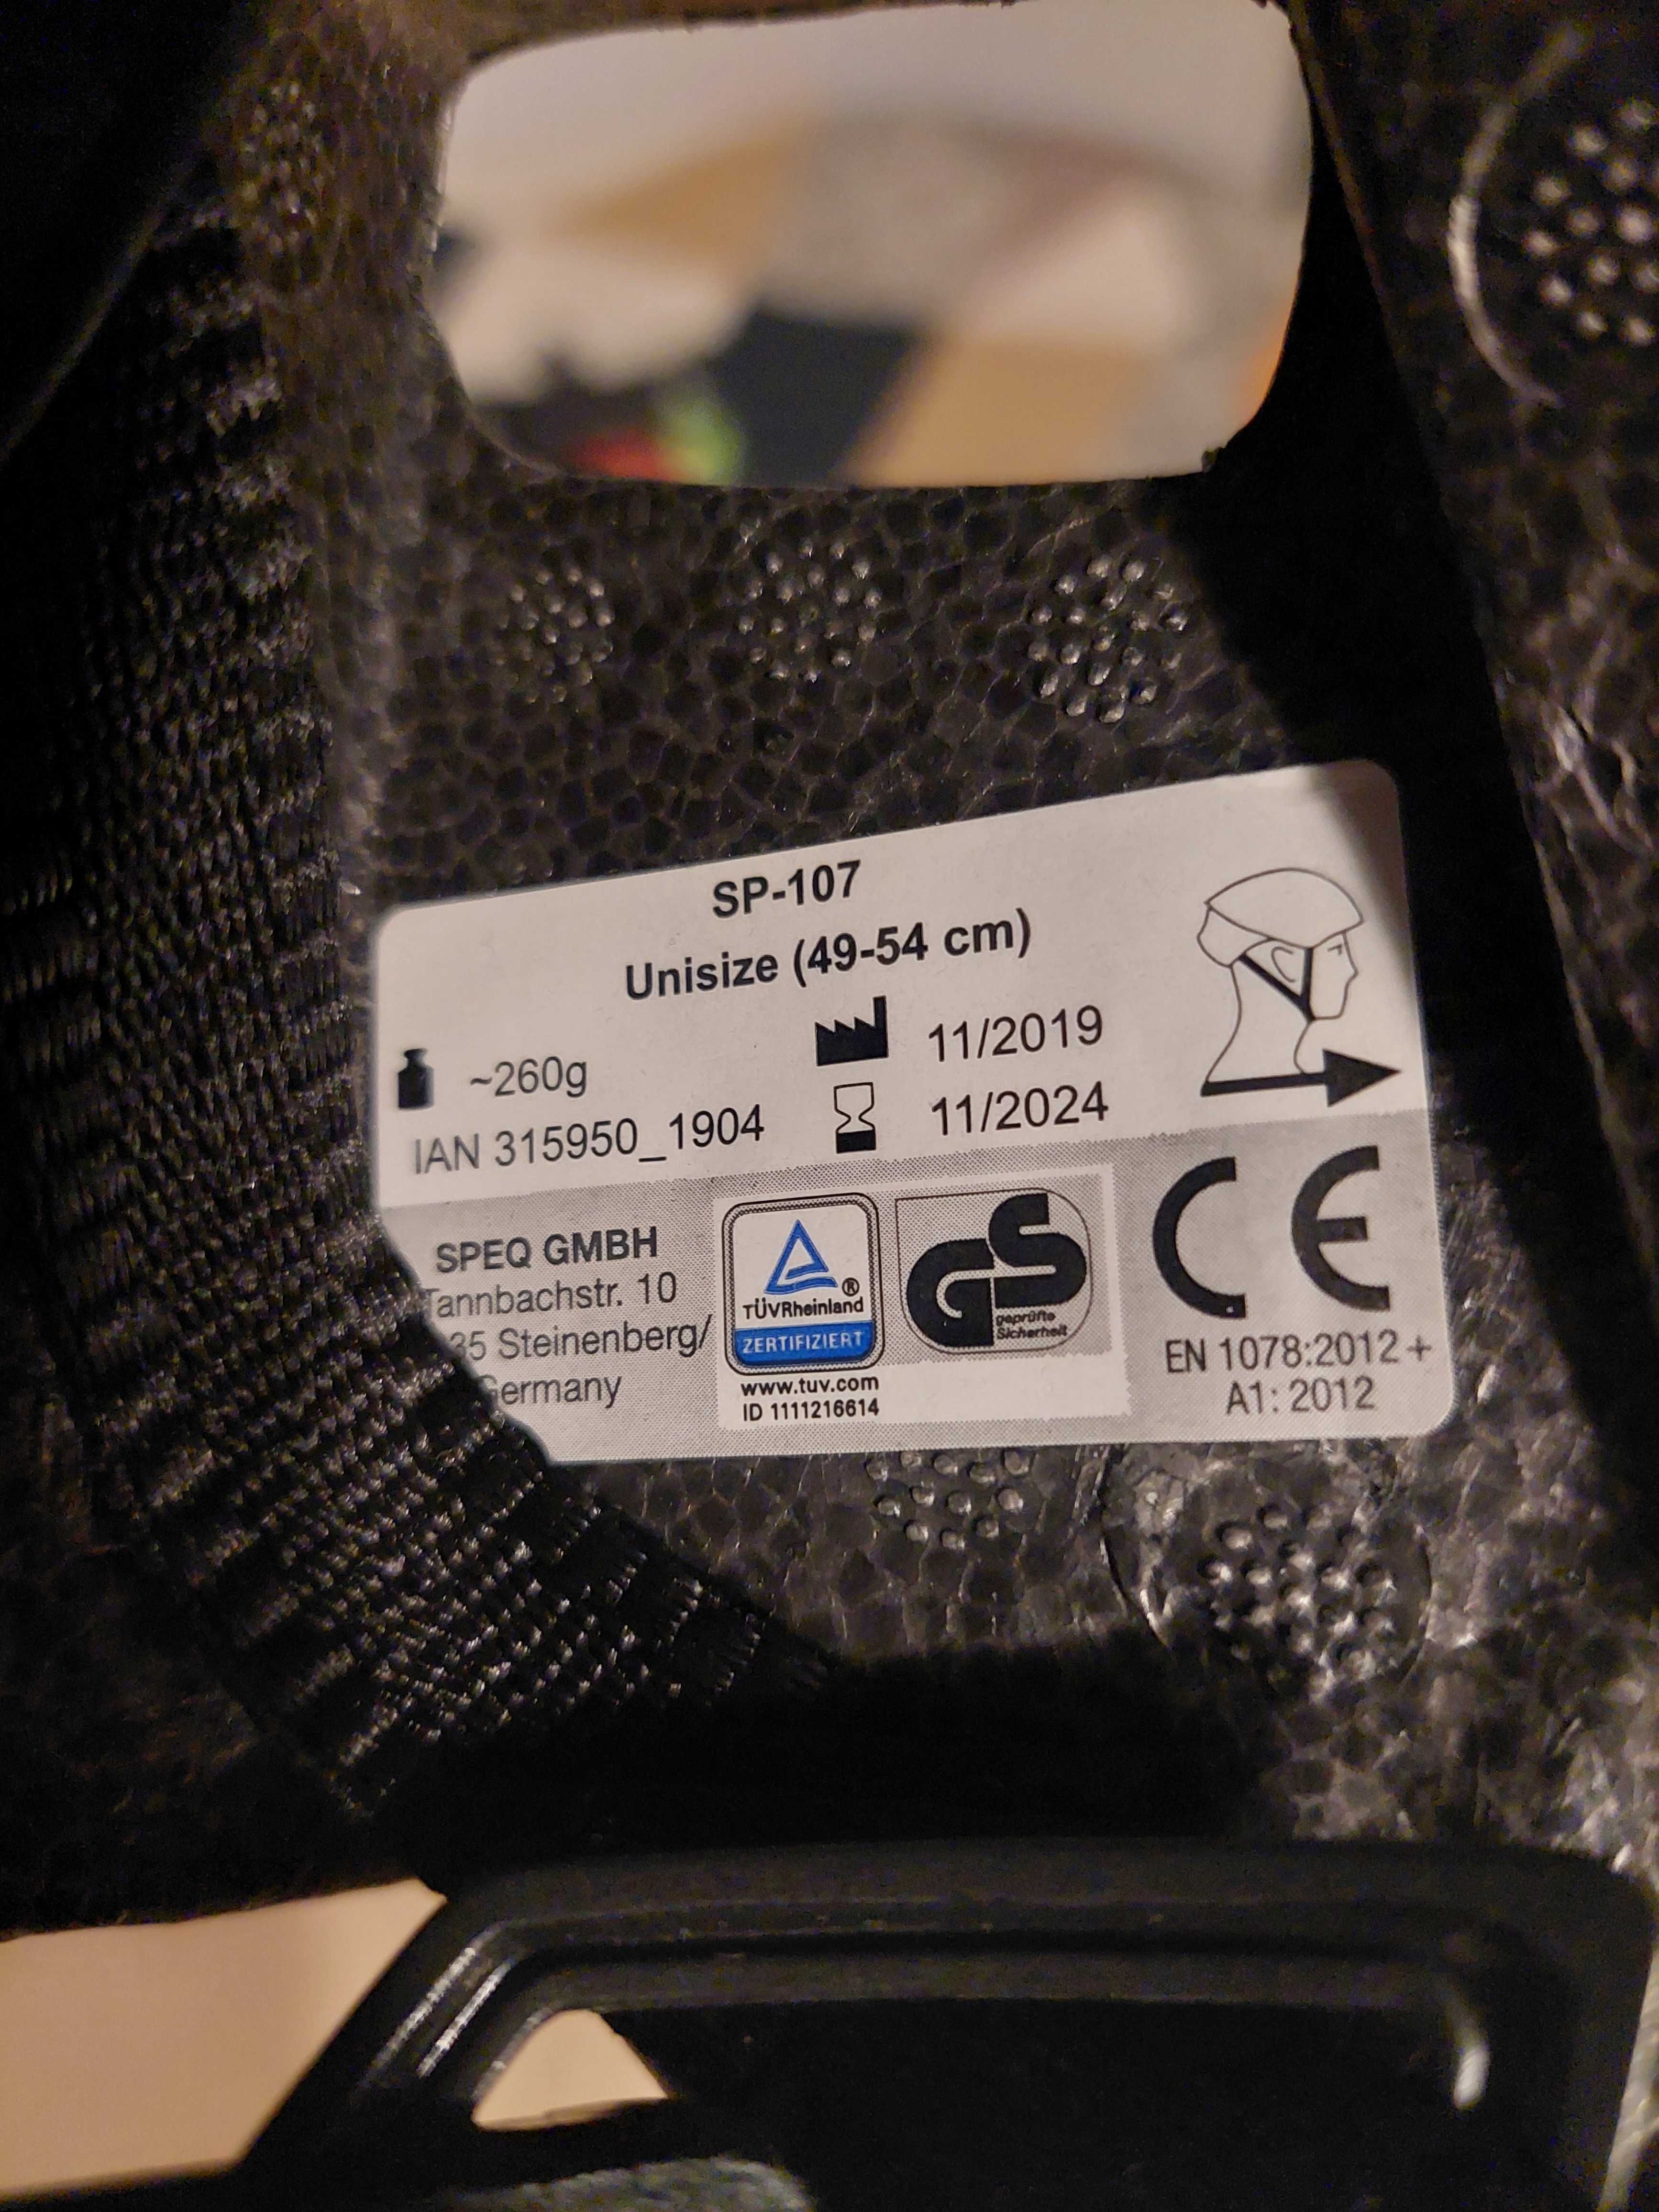 SP-107
Unisize (49-54 cm)
~260g
11/2019
IAN 315950_1904
11/2024
SPEQ GMBH
Tannbachstr. 10
35 Steinenberg/
Germany
TÜVRheinland®
ZERTIFIZIERT
www.tuv.com
ID 1111216614
GS
geprüfte
Sicherheit
CE
EN 1078:2012+
A1: 2012